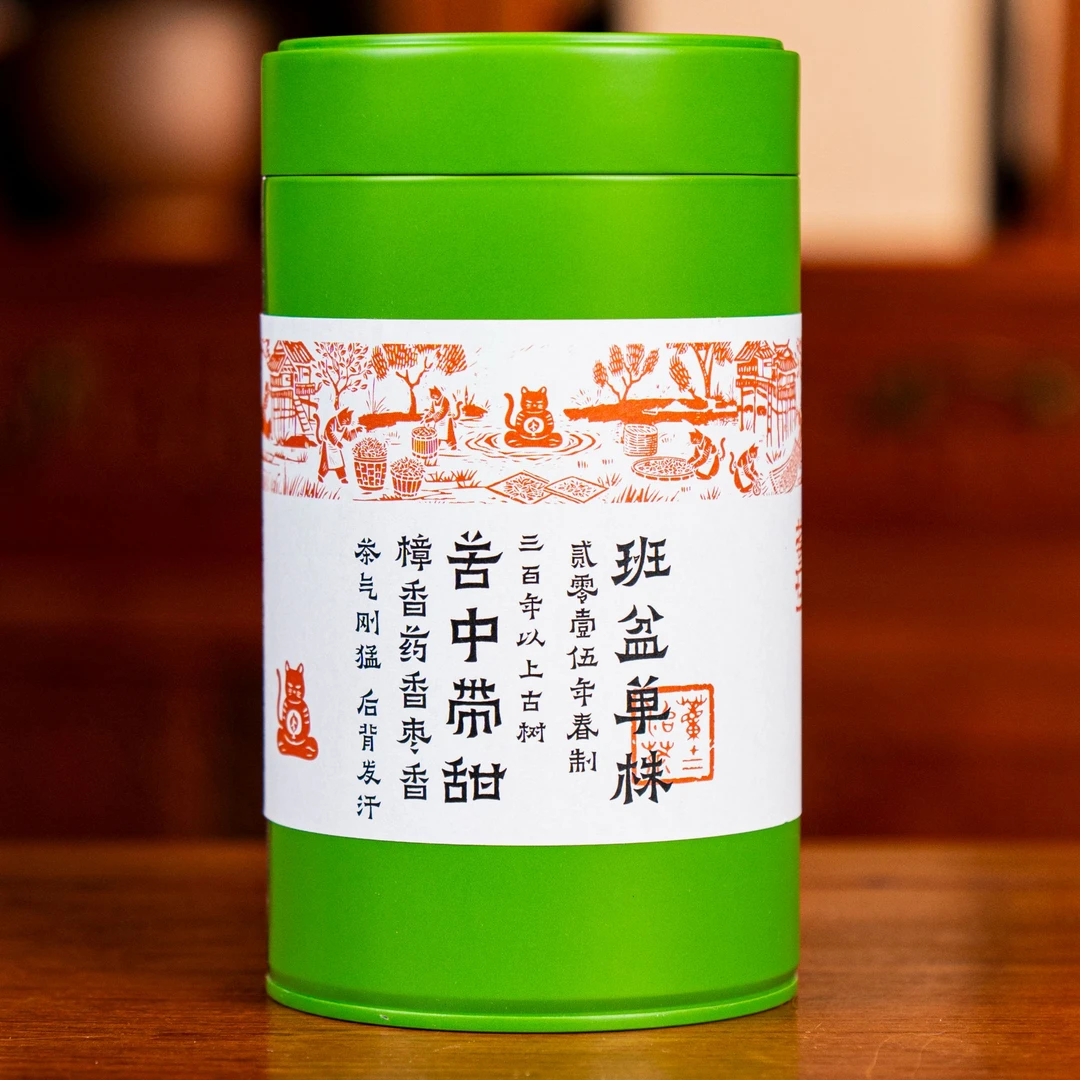 班盆单株
贰零壹伍年春制
三百年以上古树
苦中带甜
樟香药香枣香
茶气刚猛 后背发汗